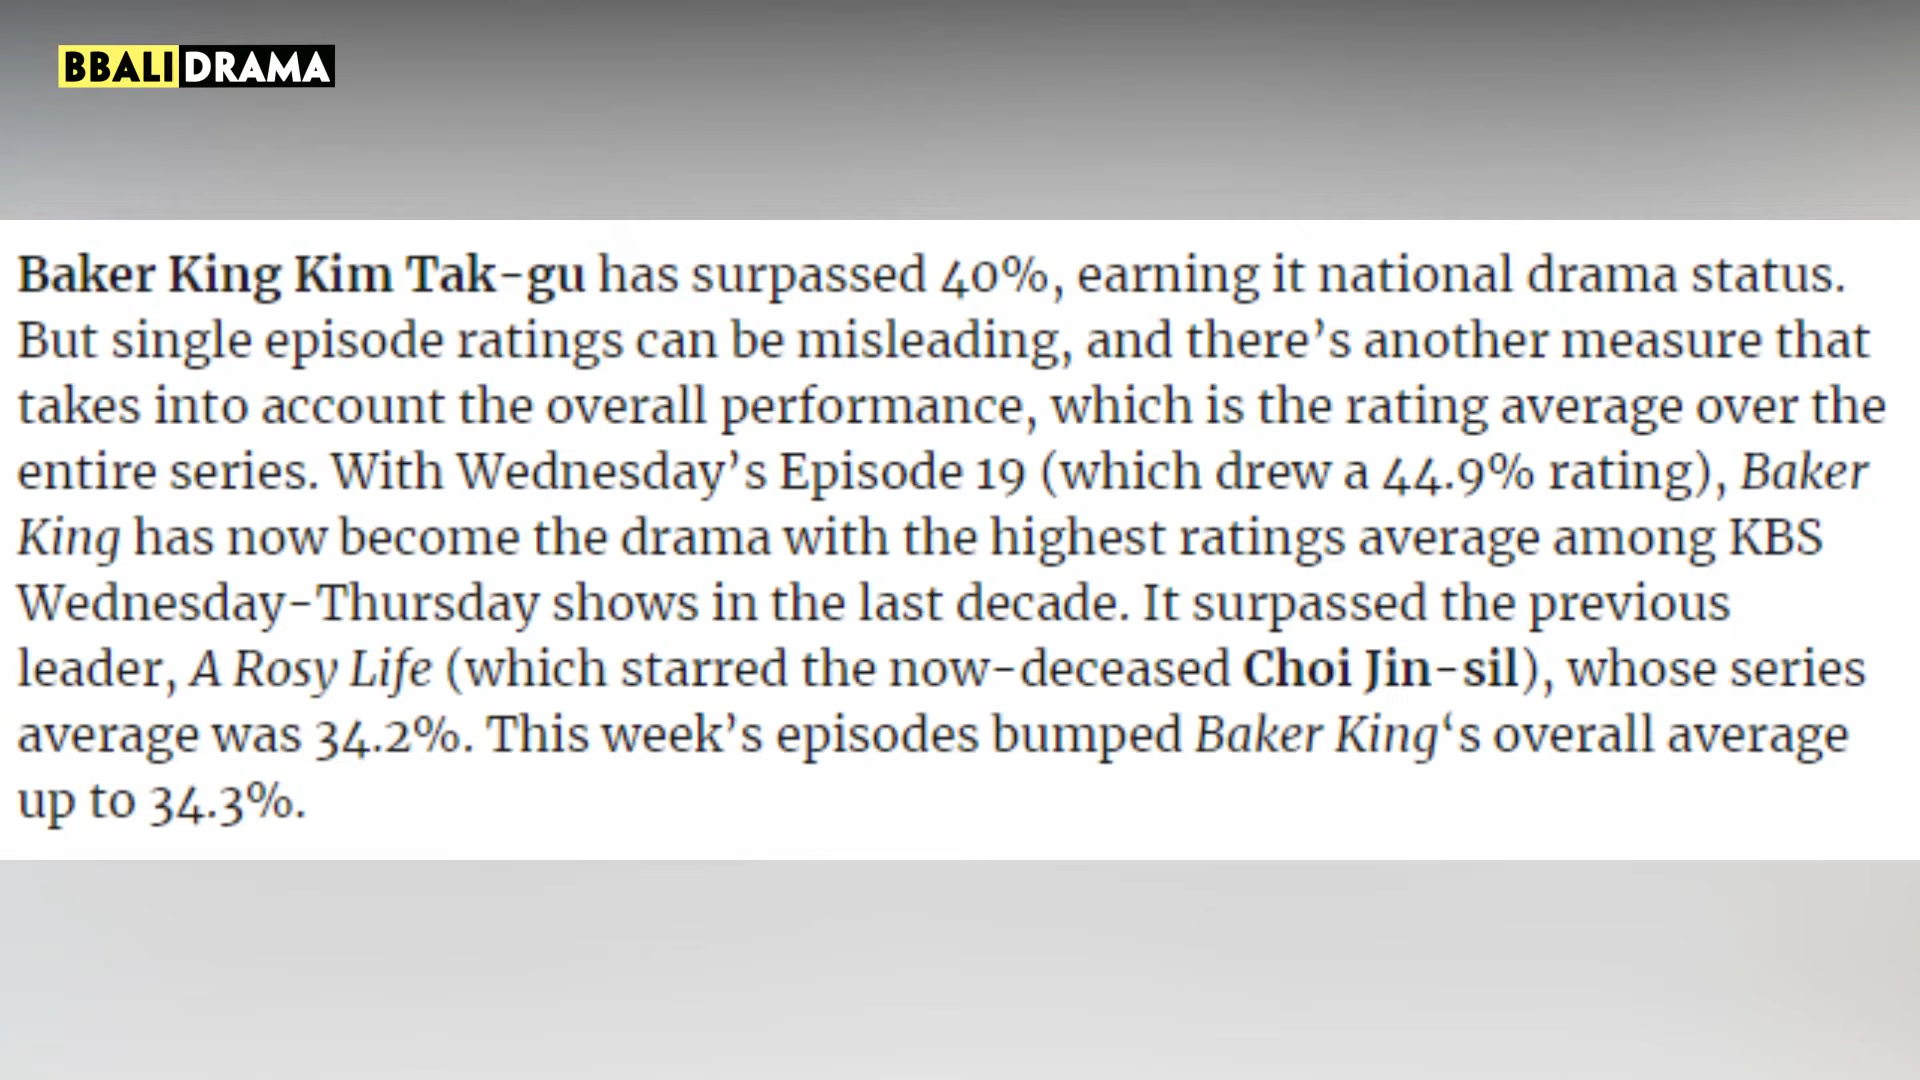 BBALI DRAMA
Baker King Kim Tak-gu has surpassed 40%, earning it national drama status.
But single episode ratings can be misleading, and there’s another measure that
takes into account the overall performance, which is the rating average over the
entire series. With Wednesday’s Episode 19 (which drew a 44.9% rating), Baker
King has now become the drama with the highest ratings average among KBS
Wednesday-Thursday shows in the last decade. It surpassed the previous
leader, A Rosy Life (which starred the now-deceased Choi Jin-sil), whose series
average was 34.2%. This week’s episodes bumped Baker King‘s overall average
up to 34.3%.